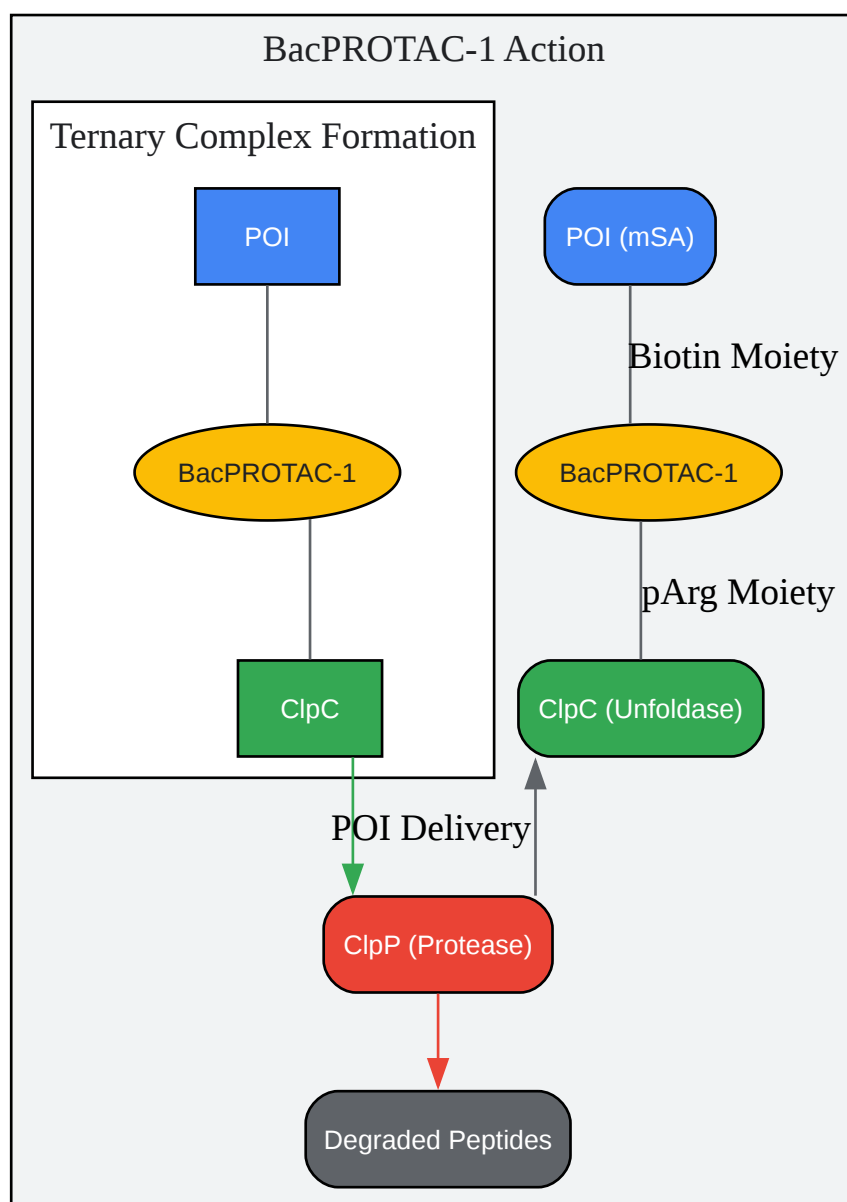 BacPROTAC-1 Action
Ternary Complex Formation
POI
POI (mSA)
Biotin Moiety
BacPROTAC-1
BacPROTAC-1
pArg Moiety
ClpC
ClpC (Unfoldase)
POI Delivery
ClpP (Protease)
Degraded Peptides